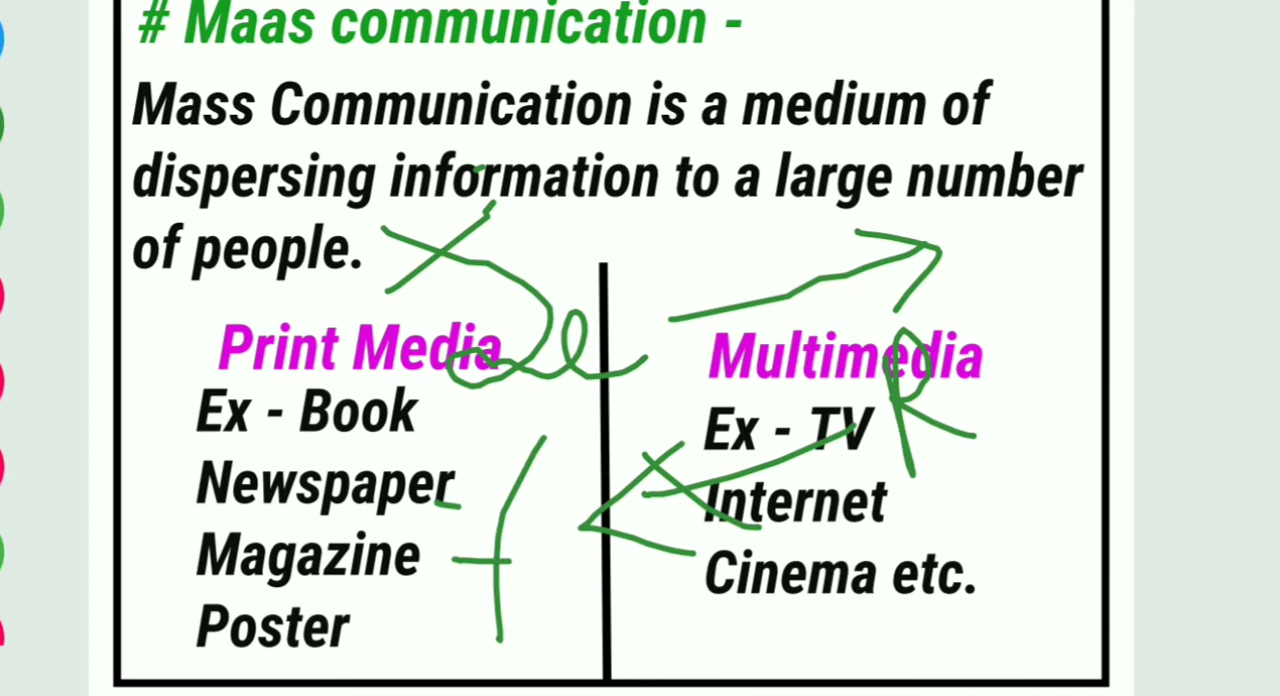 # Maas communication -
Mass Communication is a medium of
dispersing information to a large number
of people.
Print Media
Ex - Book
Newspaper
Magazine
Poster
Multimedia
Ex - TV
Internet
Cinema etc.